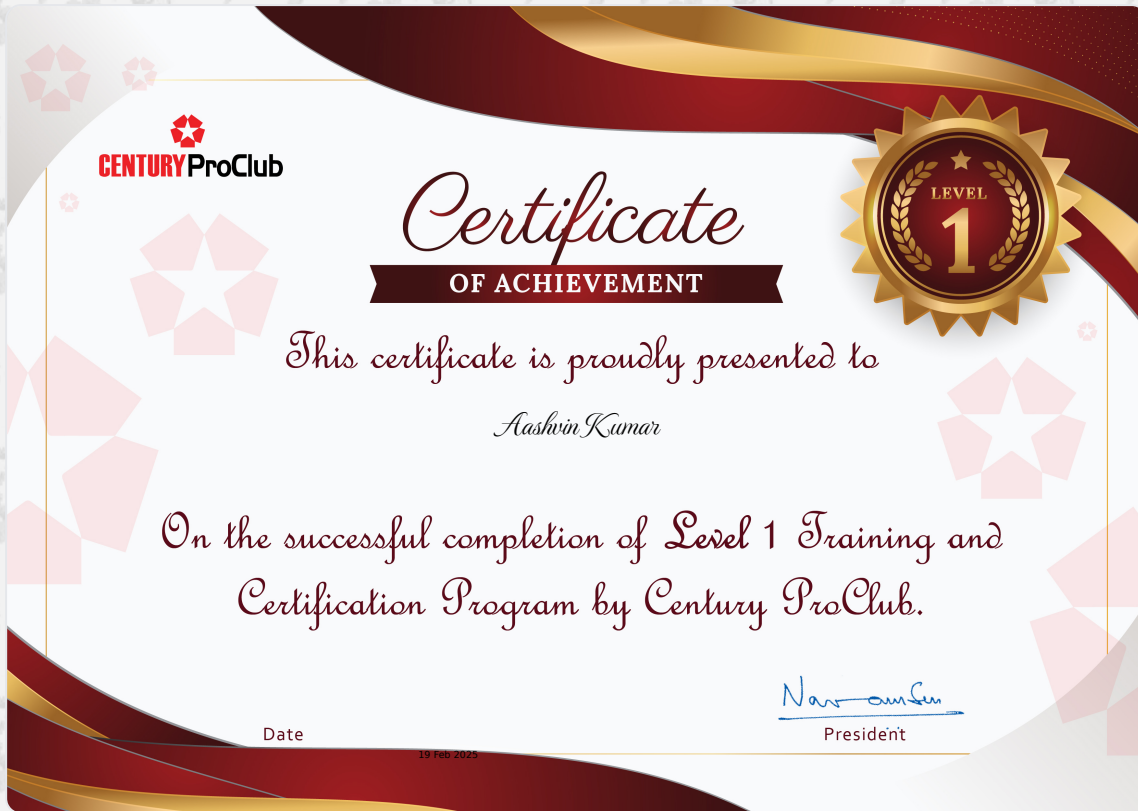 CENTURY ProClub
LEVEL
1
Certificate
OF ACHIEVEMENT
This certificate is proudly presented to
Aashvin Kumar
On the successful completion of Level 1 Training and
Certification Program by Century ProClub.
Date
President
19 Feb 2025